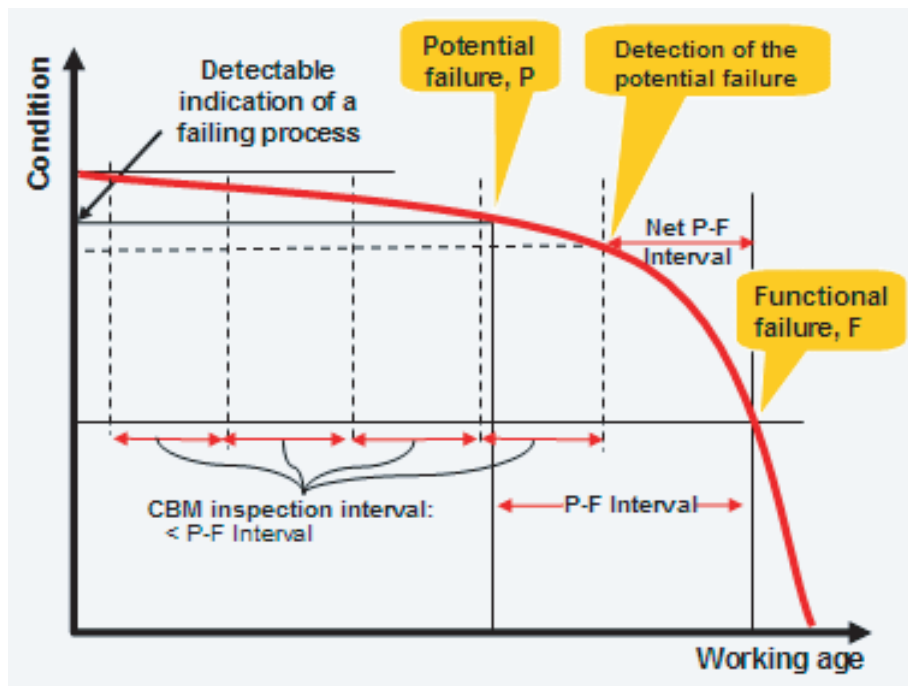 Condition
Detectable
indication of a
failing process
Potential
failure, P
Detection of the
potential failure
Net P-F
Interval
Functional
failure, F
CBM inspection interval:
< P-F Interval
P-F Interval
Working age